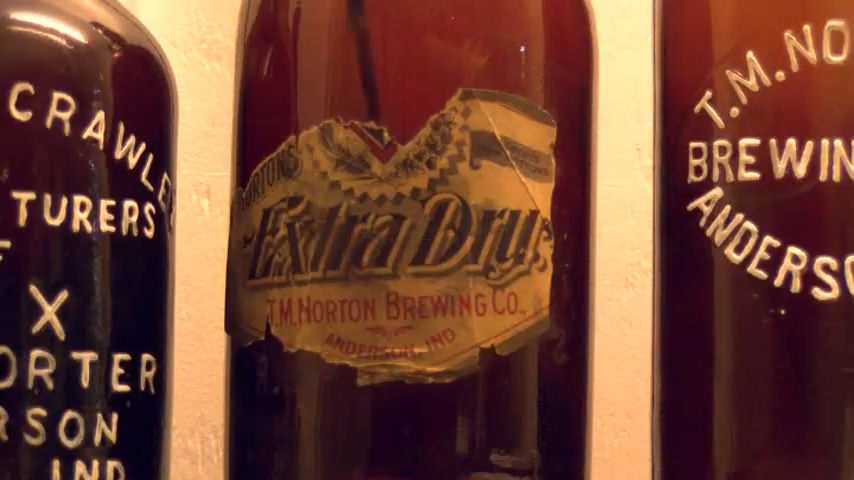 CRAWLEY
TURERS
X
ORTER
RSON
IND
NORTON'S
Extra Dry
T.M. NORTON BREWING CO.
ANDERSON, IND
T.M. NO
BREWIN
ANDERSO